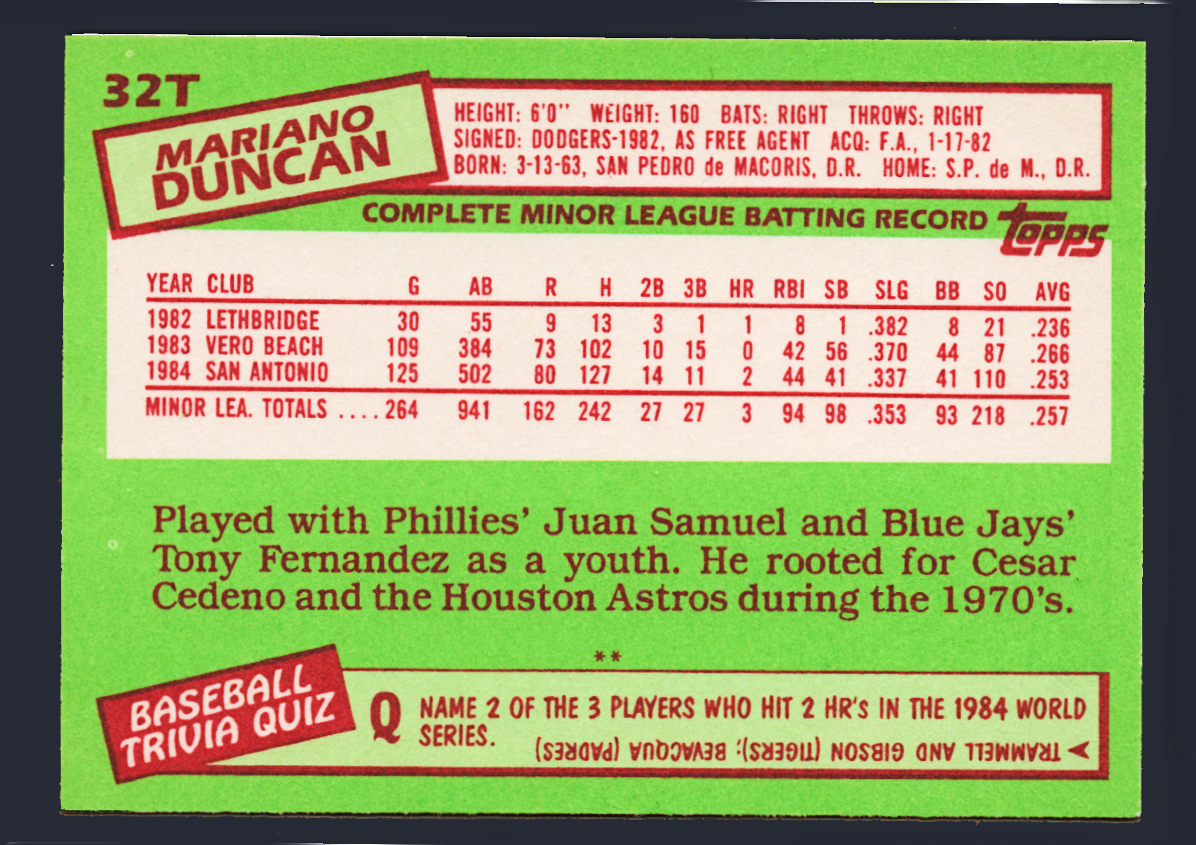 32T
MARIANO
DUNCAN
HEIGHT: 6'0'' WEIGHT: 160 BATS: RIGHT THROWS: RIGHT
SIGNED: DODGERS-1982, AS FREE AGENT ACQ: F.A., 1-17-82
BORN: 3-13-63, SAN PEDRO de MACORIS, D.R. HOME: S.P. de M., D.R.
COMPLETE MINOR LEAGUE BATTING RECORD topps
YEAR CLUB G AB R H 2B 3B HR RBI SB SLG BB SO AVG
1982 LETHBRIDGE 30 55 9 13 3 1 1 8 1 .382 8 21 .236
1983 VERO BEACH 109 384 73 102 10 15 0 42 56 .370 44 87 .266
1984 SAN ANTONIO 125 502 80 127 14 11 2 44 41 .337 41 110 .253
MINOR LEA. TOTALS ....264 941 162 242 27 27 3 94 98 .353 93 218 .257
Played with Phillies' Juan Samuel and Blue Jays'
Tony Fernandez as a youth. He rooted for Cesar
Cedeno and the Houston Astros during the 1970's.
**
BASEBALL
TRIVIA QUIZ
Q NAME 2 OF THE 3 PLAYERS WHO HIT 2 HR's IN THE 1984 WORLD
SERIES.
TRAMMELL AND GIBSON (TIGERS); BEVACQUA (PADRES)